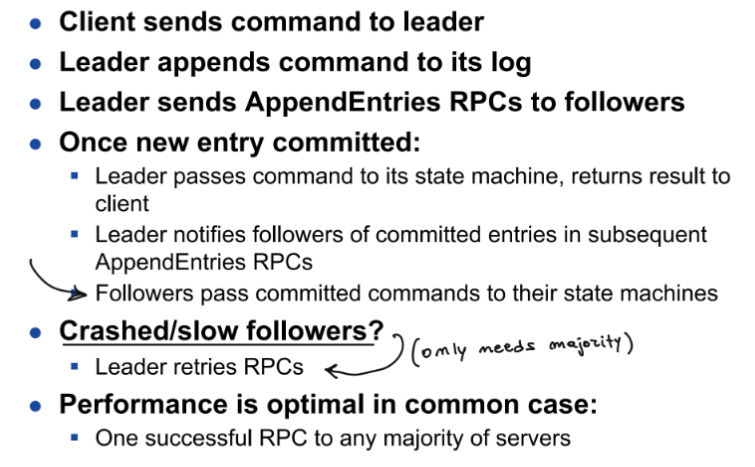 Client sends command to leader
Leader appends command to its log
Leader sends AppendEntries RPCs to followers
Once new entry committed:
Leader passes command to its state machine, returns result to
client
Leader notifies followers of committed entries in subsequent
AppendEntries RPCs
Followers pass committed commands to their state machines
Crashed/slow followers?
(only needs majority)
Leader retries RPCs
Performance is optimal in common case:
One successful RPC to any majority of servers